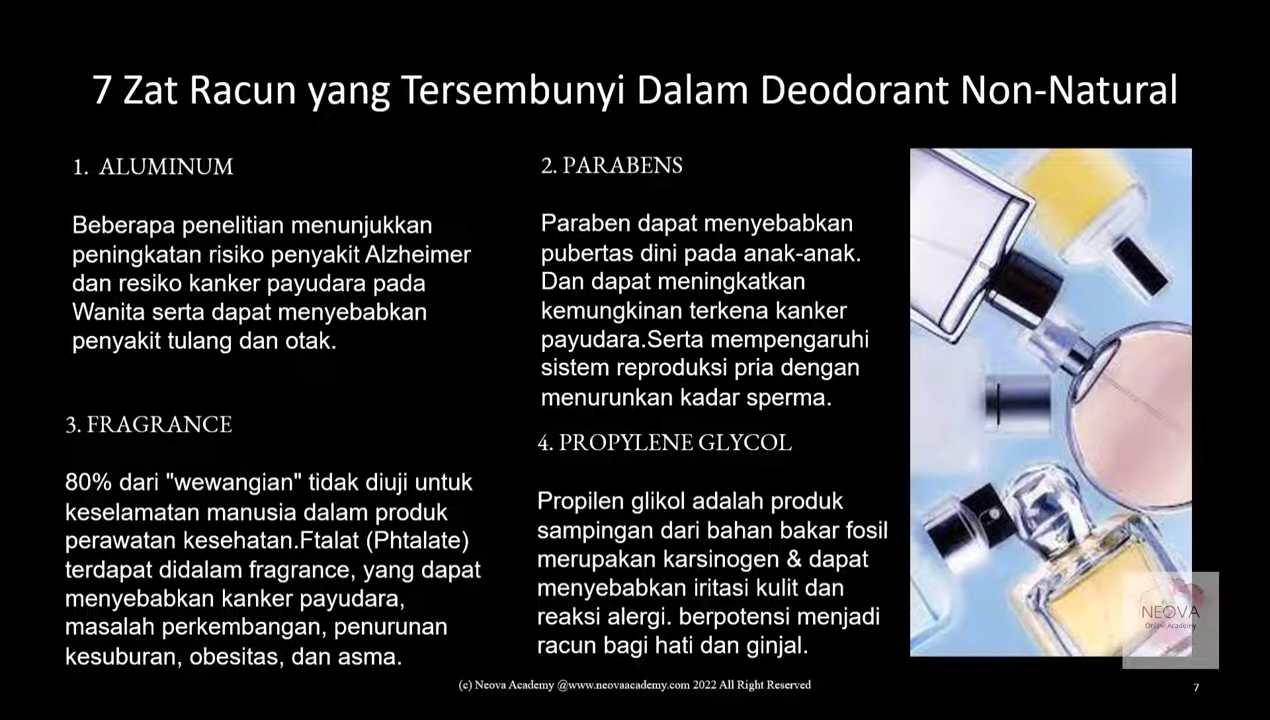 7 Zat Racun yang Tersembunyi Dalam Deodorant Non-Natural
1. ALUMINUM
Beberapa penelitian menunjukkan
peningkatan risiko penyakit Alzheimer
dan resiko kanker payudara pada
Wanita serta dapat menyebabkan
penyakit tulang dan otak.
2. PARABENS
Paraben dapat menyebabkan
pubertas dini pada anak-anak.
Dan dapat meningkatkan
kemungkinan terkena kanker
payudara.Serta mempengaruhi
sistem reproduksi pria dengan
menurunkan kadar sperma.
3. FRAGRANCE
80% dari "wewangian" tidak diuji untuk
keselamatan manusia dalam produk
perawatan kesehatan.Ftalat (Phtalate)
terdapat didalam fragrance, yang dapat
menyebabkan kanker payudara,
masalah perkembangan, penurunan
kesuburan, obesitas, dan asma.
4. PROPYLENE GLYCOL
Propilen glikol adalah produk
sampingan dari bahan bakar fosil
merupakan karsinogen & dapat
menyebabkan iritasi kulit dan
reaksi alergi. berpotensi menjadi
racun bagi hati dan ginjal.
NEOVA
Online Academy
(c) Neova Academy @www.neovaacademy.com 2022 All Right Reserved
7